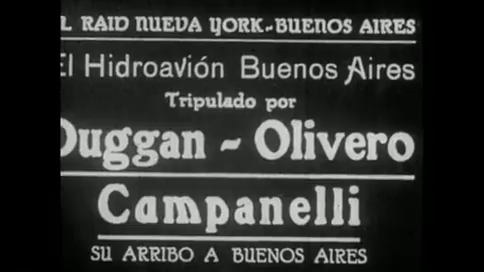 L RAID NUEVA YORK-BUENOS AIRES
El Hidroavión Buenos Aires
Tripulado por
Duggan - Olivero
Campanelli
SU ARRIBO A BUENOS AIRES